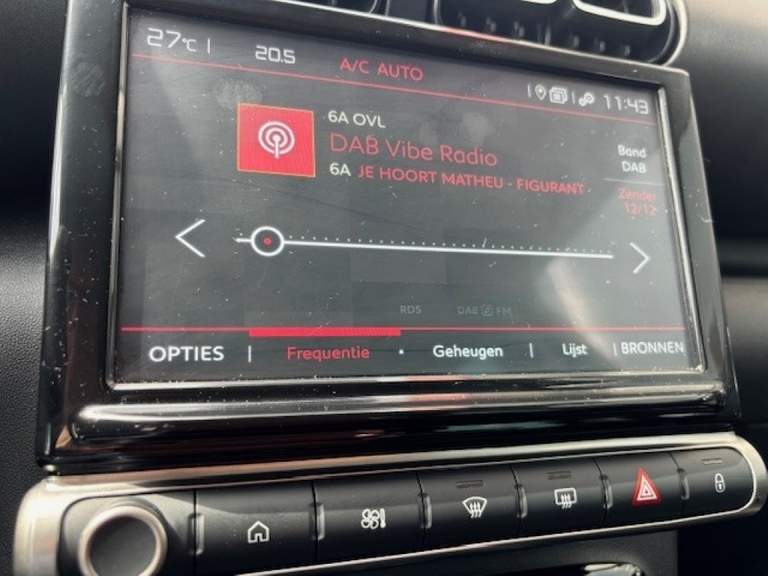 27°C | 20.5 A/C AUTO 11:43
6A OVL
DAB Vibe Radio
6A JE HOORT MATHEU - FIGURANT
Band
DAB
Zender
12/12
RDS DAB FM
OPTIES | Frequentie · Geheugen | Lijst | BRONNEN